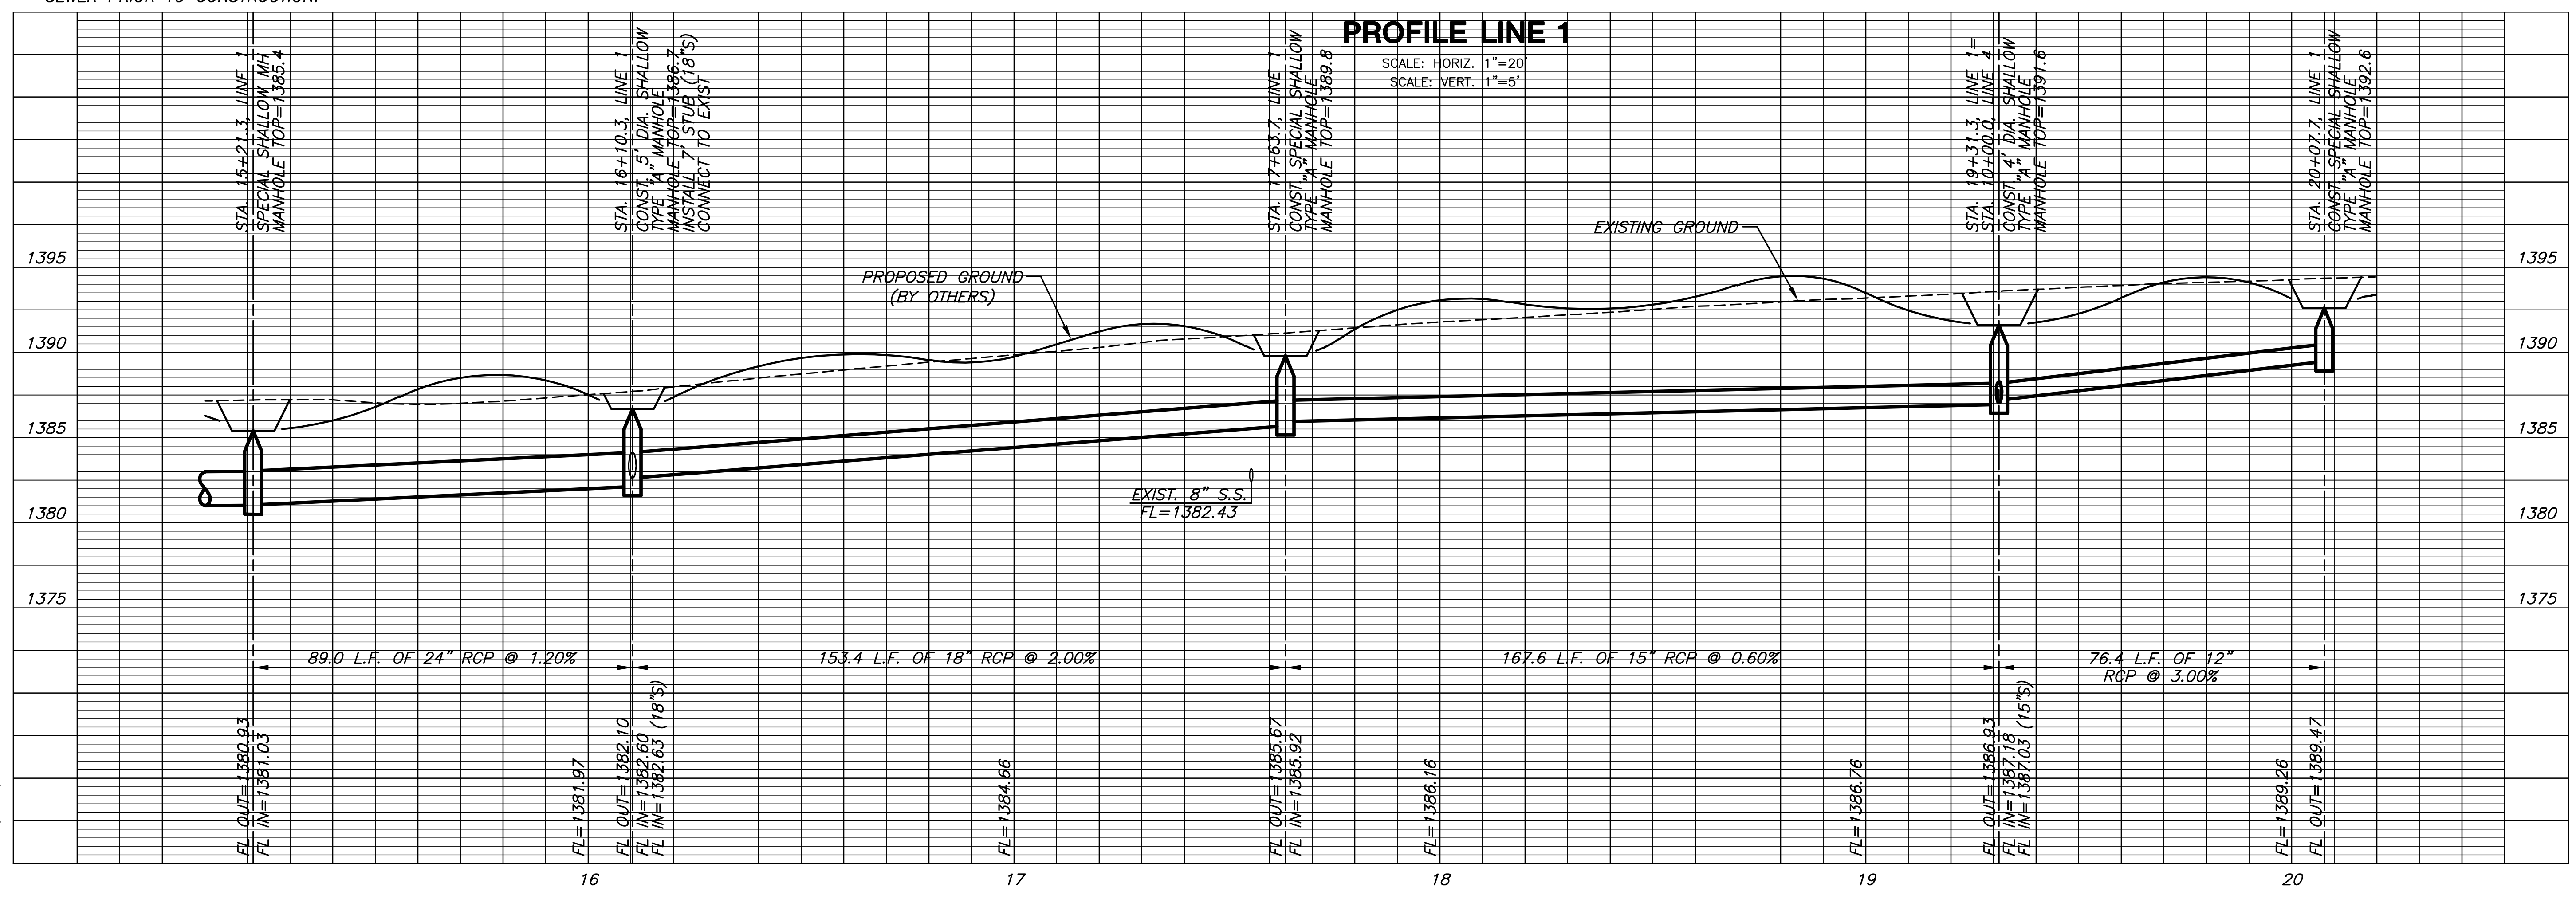 PROFILE LINE 1
SCALE: HORIZ. 1"=20'
SCALE: VERT. 1"=5'
STA. 15+21.3, LINE 1
SPECIAL SHALLOW MH
MANHOLE TOP=1385.4
STA. 16+10.3, LINE 1
CONST. 5' DIA. SHALLOW
TYPE "A" MANHOLE
MANHOLE TOP=1386.7
INSTALL 7' STUB (18"S)
CONNECT TO EXIST
STA. 17+63.7, LINE 1
CONST. SPECIAL SHALLOW
TYPE "A" MANHOLE
MANHOLE TOP=1389.8
STA. 19+31.3, LINE 1=
STA. 10+00.0, LINE 4
CONST. 4' DIA. SHALLOW
TYPE "A" MANHOLE
MANHOLE TOP=1391.6
STA. 20+07.7, LINE 1
CONST. SPECIAL SHALLOW
TYPE "A" MANHOLE
MANHOLE TOP=1392.6
EXISTING GROUND
PROPOSED GROUND
(BY OTHERS)
1395
1395
1390
1390
1385
1385
EXIST. 8" S.S.
FL=1382.43
1380
1380
1375
1375
89.0 L.F. OF 24" RCP @ 1.20%
153.4 L.F. OF 18" RCP @ 2.00%
167.6 L.F. OF 15" RCP @ 0.60%
76.4 L.F. OF 12"
RCP @ 3.00%
FL OUT=1380.93
FL IN=1381.03
FL=1381.97
FL OUT=1382.10
FL IN=1382.60
FL IN=1382.63 (18"S)
FL=1384.66
FL OUT=1385.67
FL IN=1385.92
FL=1386.16
FL=1386.76
FL OUT=1386.93
FL IN=1387.18
FL IN=1387.03 (15"S)
FL=1389.26
FL OUT=1389.47
16
17
18
19
20